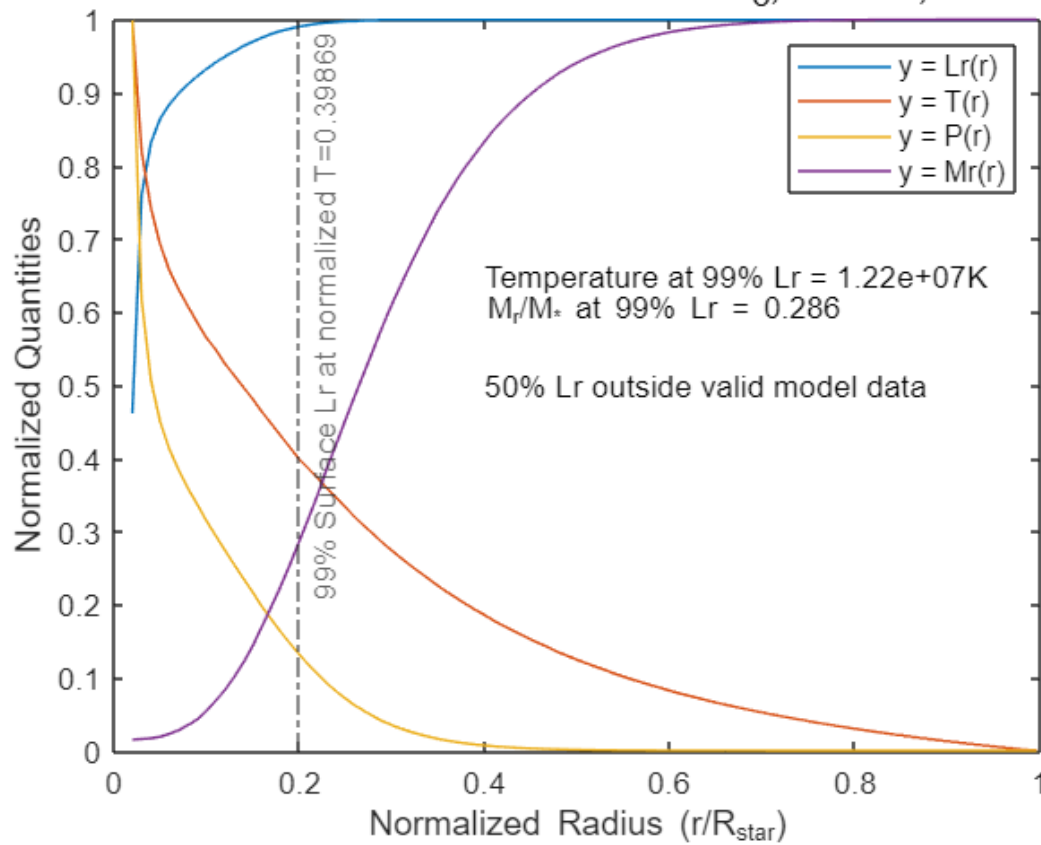 1
0.9
0.8
0.7
0.6
0.5
0.4
0.3
0.2
0.1
0
Normalized Quantities
0
0.2
0.4
0.6
0.8
1
Normalized Radius (r/Rstar)
y = Lr(r)
y = T(r)
y = P(r)
y = Mr(r)
99% Surface Lr at normalized T=0.39869
Temperature at 99% Lr = 1.22e+07K
Mr/M* at 99% Lr = 0.286
50% Lr outside valid model data